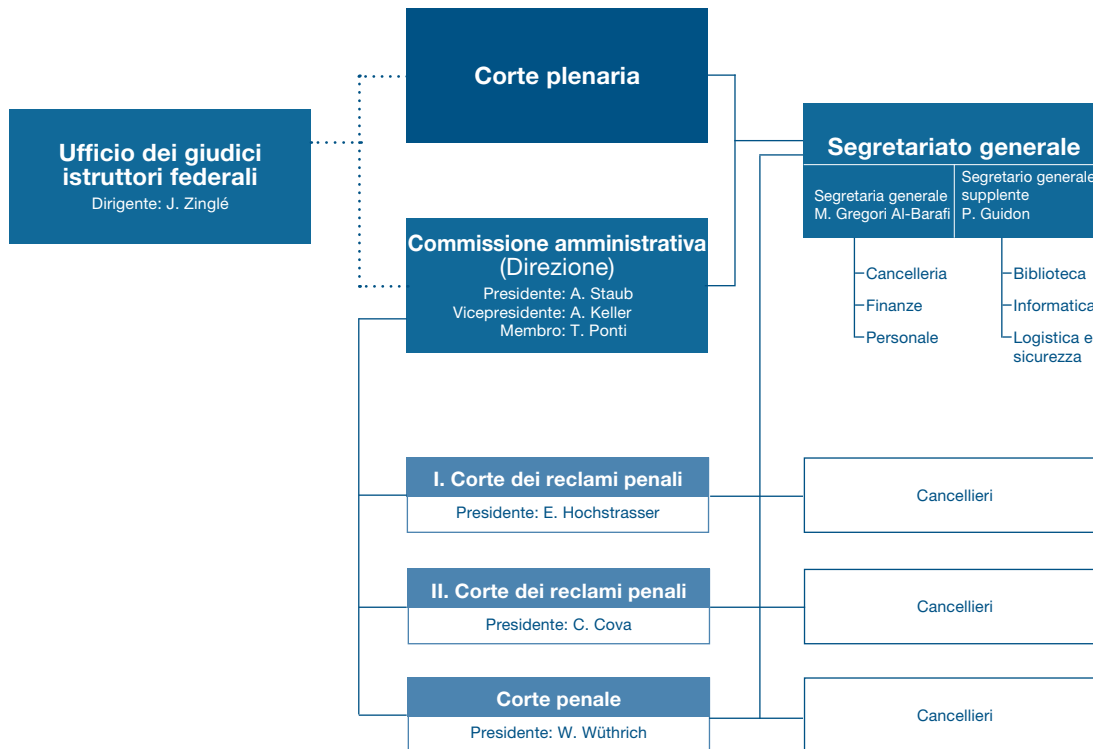 Corte plenaria
Ufficio dei giudici
istruttori federali
Dirigente: J. Zinglé
Segretariato generale
Segretaria generale
M. Gregori Al-Barafi
Segretario generale
supplente
P. Guidon
Commissione amministrativa
(Direzione)
Presidente: A. Staub
Vicepresidente: A. Keller
Membro: T. Ponti
Cancelleria
Finanze
Personale
Biblioteca
Informatica
Logistica e
sicurezza
I. Corte dei reclami penali
Presidente: E. Hochstrasser
Cancellieri
II. Corte dei reclami penali
Presidente: C. Cova
Cancellieri
Corte penale
Presidente: W. Wüthrich
Cancellieri